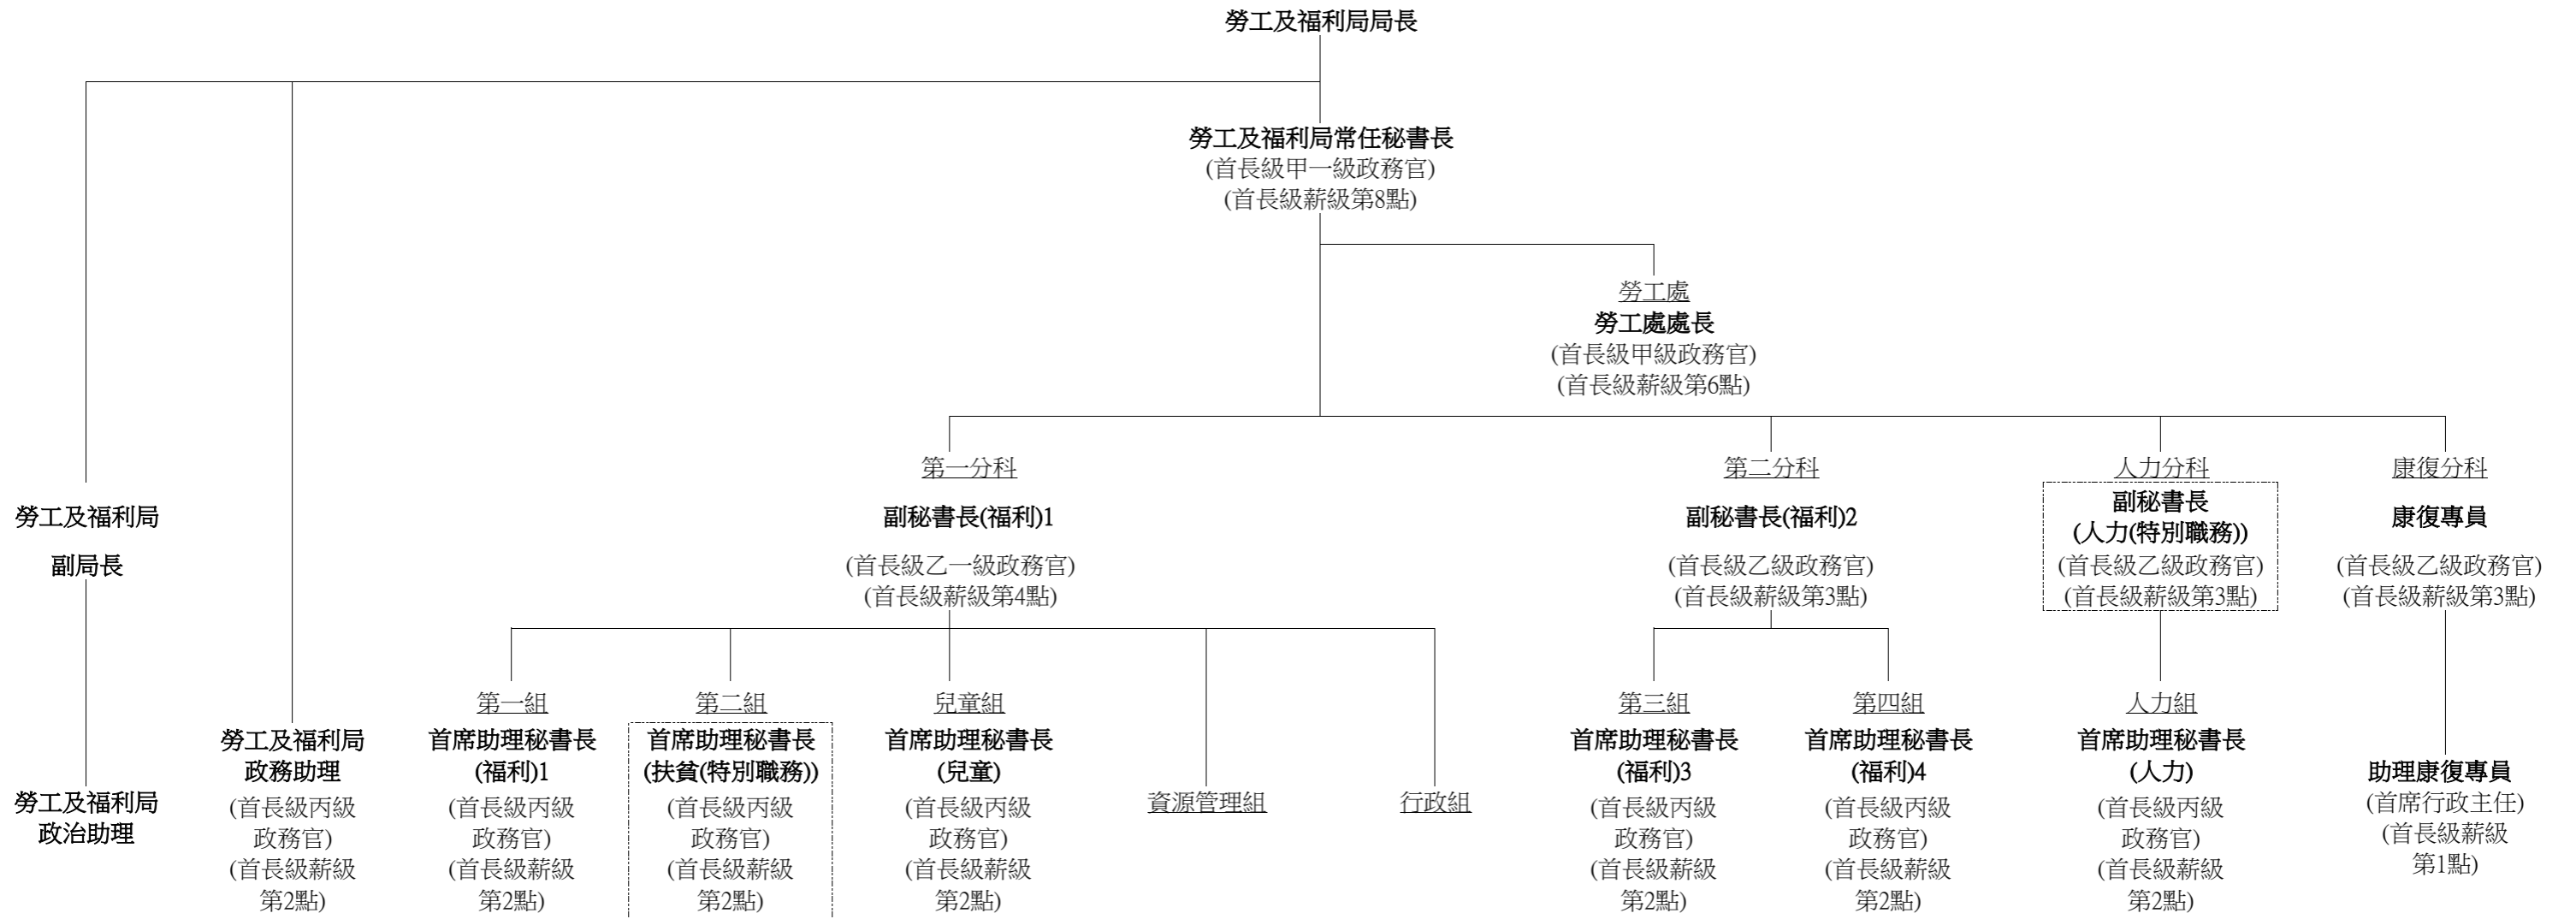 勞工及福利局局長
勞工及福利局常任秘書長
(首長級甲一級政務官)
(首長級薪級第8點)
勞工處
勞工處處長
(首長級甲級政務官)
(首長級薪級第6點)
勞工及福利局
副局長
勞工及福利局
政治助理
勞工及福利局
政務助理
(首長級丙級
政務官)
(首長級薪級
第2點)
第一分科
副秘書長(福利)1
(首長級乙一級政務官)
(首長級薪級第4點)
第一組
首席助理秘書長
(福利)1
(首長級丙級
政務官)
(首長級薪級
第2點)
第二組
首席助理秘書長
(扶貧(特別職務))
(首長級丙級
政務官)
(首長級薪級
第2點)
兒童組
首席助理秘書長
(兒童)
(首長級丙級
政務官)
(首長級薪級
第2點)
資源管理組
行政組
第二分科
副秘書長(福利)2
(首長級乙級政務官)
(首長級薪級第3點)
第三組
首席助理秘書長
(福利)3
(首長級丙級
政務官)
(首長級薪級
第2點)
第四組
首席助理秘書長
(福利)4
(首長級丙級
政務官)
(首長級薪級
第2點)
人力分科
副秘書長
(人力(特別職務))
(首長級乙級政務官)
(首長級薪級第3點)
人力組
首席助理秘書長
(人力)
(首長級丙級
政務官)
(首長級薪級
第2點)
康復分科
康復專員
(首長級乙級政務官)
(首長級薪級第3點)
助理康復專員
(首席行政主任)
(首長級薪級
第1點)